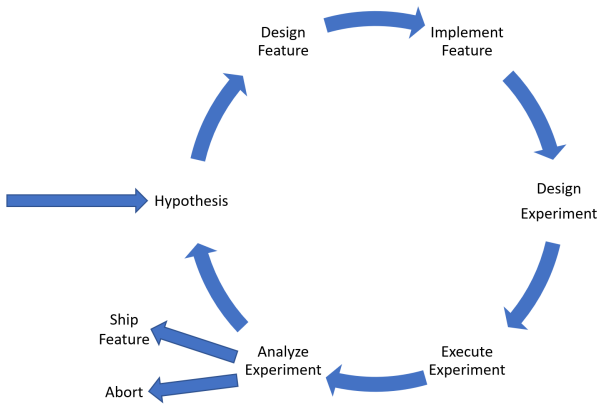 Design
Feature
Implement
Feature
Design
Experiment
Hypothesis
Execute
Experiment
Analyze
Experiment
Ship
Feature
Abort